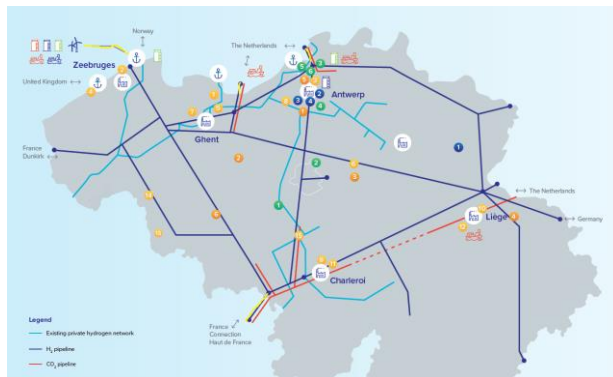 Norway
The Netherlands
Zeebruges
United Kingdom
Antwerp
Ghent
France
Dunkirk
The Netherlands
Liège
Germany
Charleroi
France
Connection
Haut de France
Legend
Existing private hydrogen network
H₂ pipeline
CO₂ pipeline